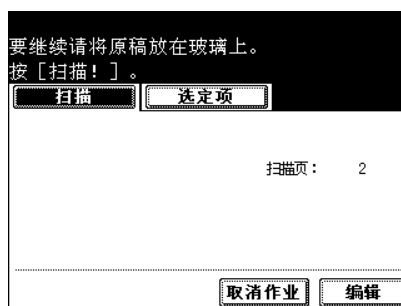 要继续请将原稿放在玻璃上。
按［扫描！］。
扫描 选定项
扫描页： 2
取消作业 编辑